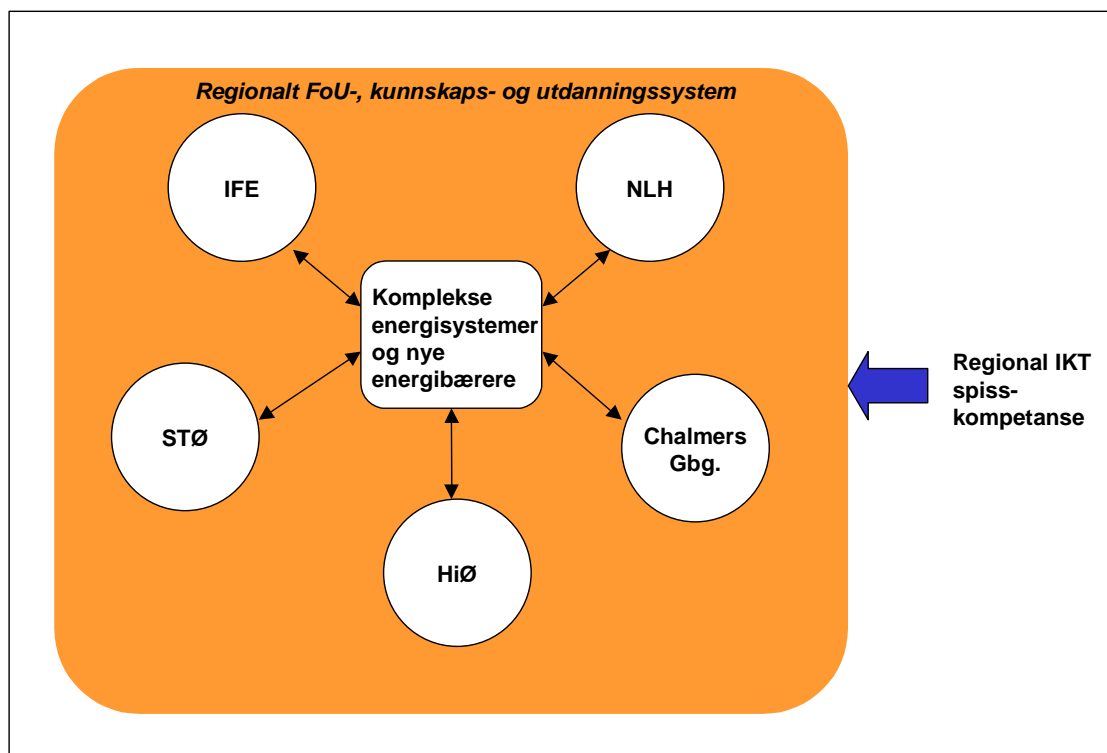 Regionalt FoU-, kunnskaps- og utdanningssystem
IFE
NLH
Komplekse
energisystemer
og nye
energibærere
Regional IKT
spiss-
kompetanse
STØ
Chalmers
Gbg.
HiØ